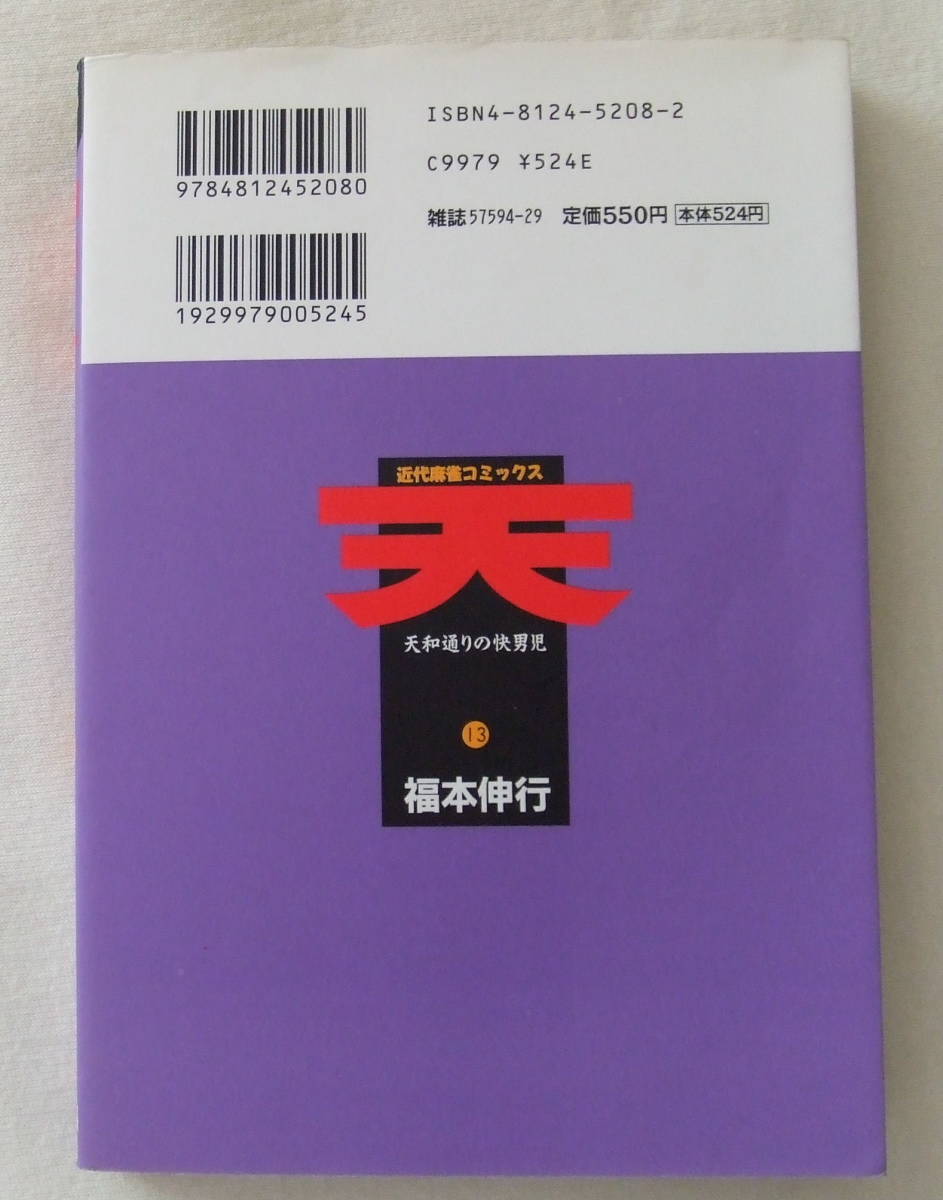 9784812452080
ISBN4-8124-5208-2
C9979 ¥524E
雑誌57594-29 定価550円 本体524円
1929979005245
近代麻雀コミックス
天
天和通りの快男児
13
福本伸行